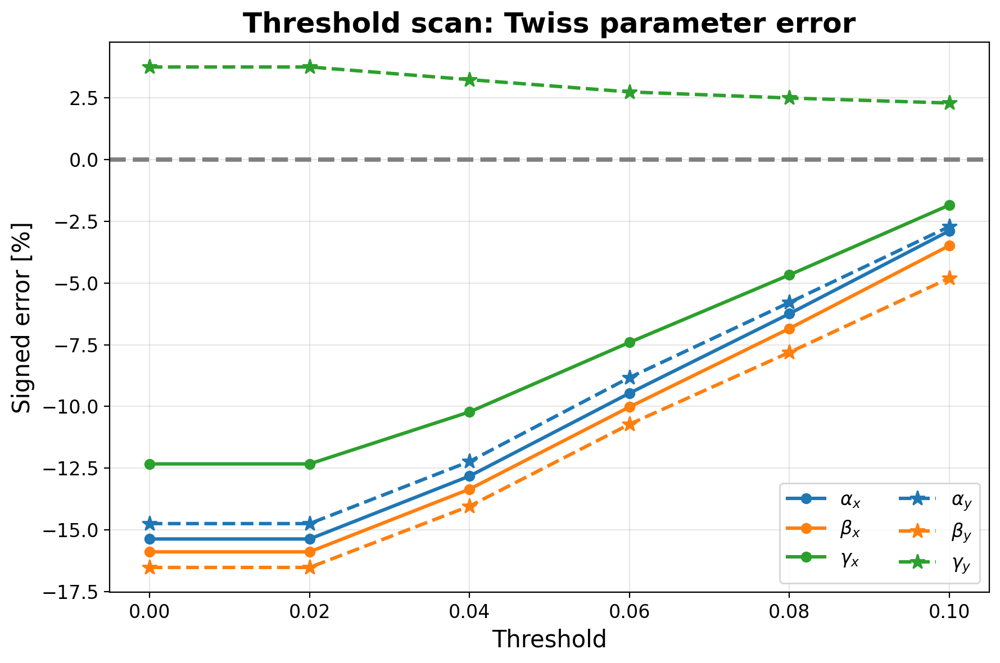 Threshold scan: Twiss parameter error
Signed error [%]
2.5
0.0
−2.5
−5.0
−7.5
−10.0
−12.5
−15.0
−17.5
0.00 0.02 0.04 0.06 0.08 0.10
Threshold
αx αy
βx βy
γx γy